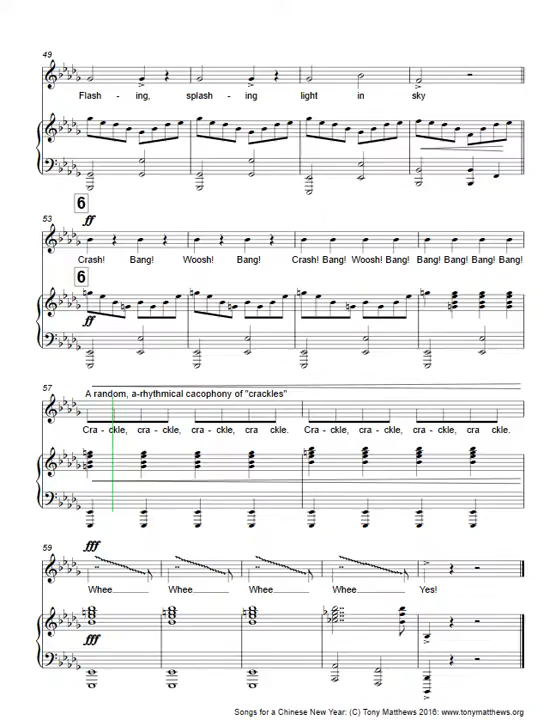 49
Flash - ing, splash - ing light in sky
6
ff
53
Crash! Bang! Woosh! Bang! Crash! Bang! Woosh! Bang! Bang! Bang! Bang! Bang!
6
ff
57
A random, a-rhythmical cacophony of "crackles"
Cra - ckle, cra - ckle, cra - ckle, cra ckle. Cra - ckle, cra - ckle, cra - ckle, cra ckle.
59
fff
Whee Whee Whee Whee Yes!
fff
Songs for a Chinese New Year: (C) Tony Matthews 2016: www.tonymatthews.org